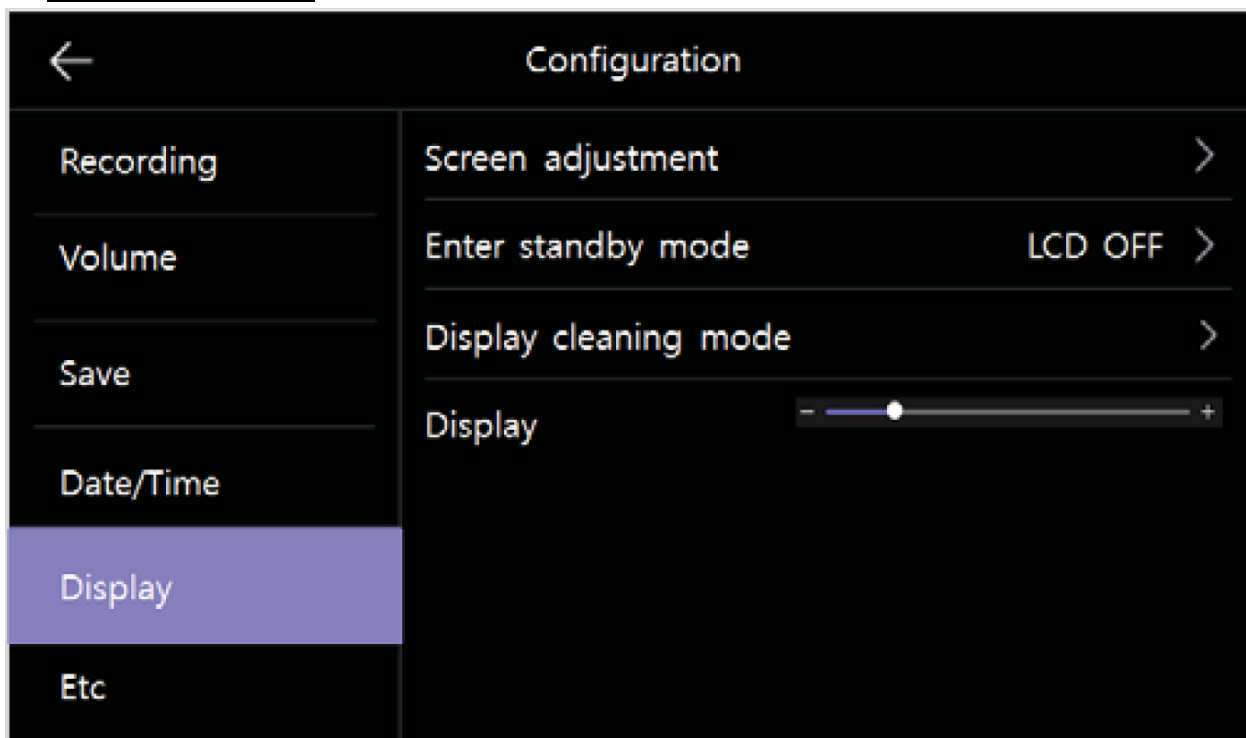 Configuration
Recording
Volume
Save
Date/Time
Display
Etc
Screen adjustment
Enter standby mode LCD OFF
Display cleaning mode
Display - +